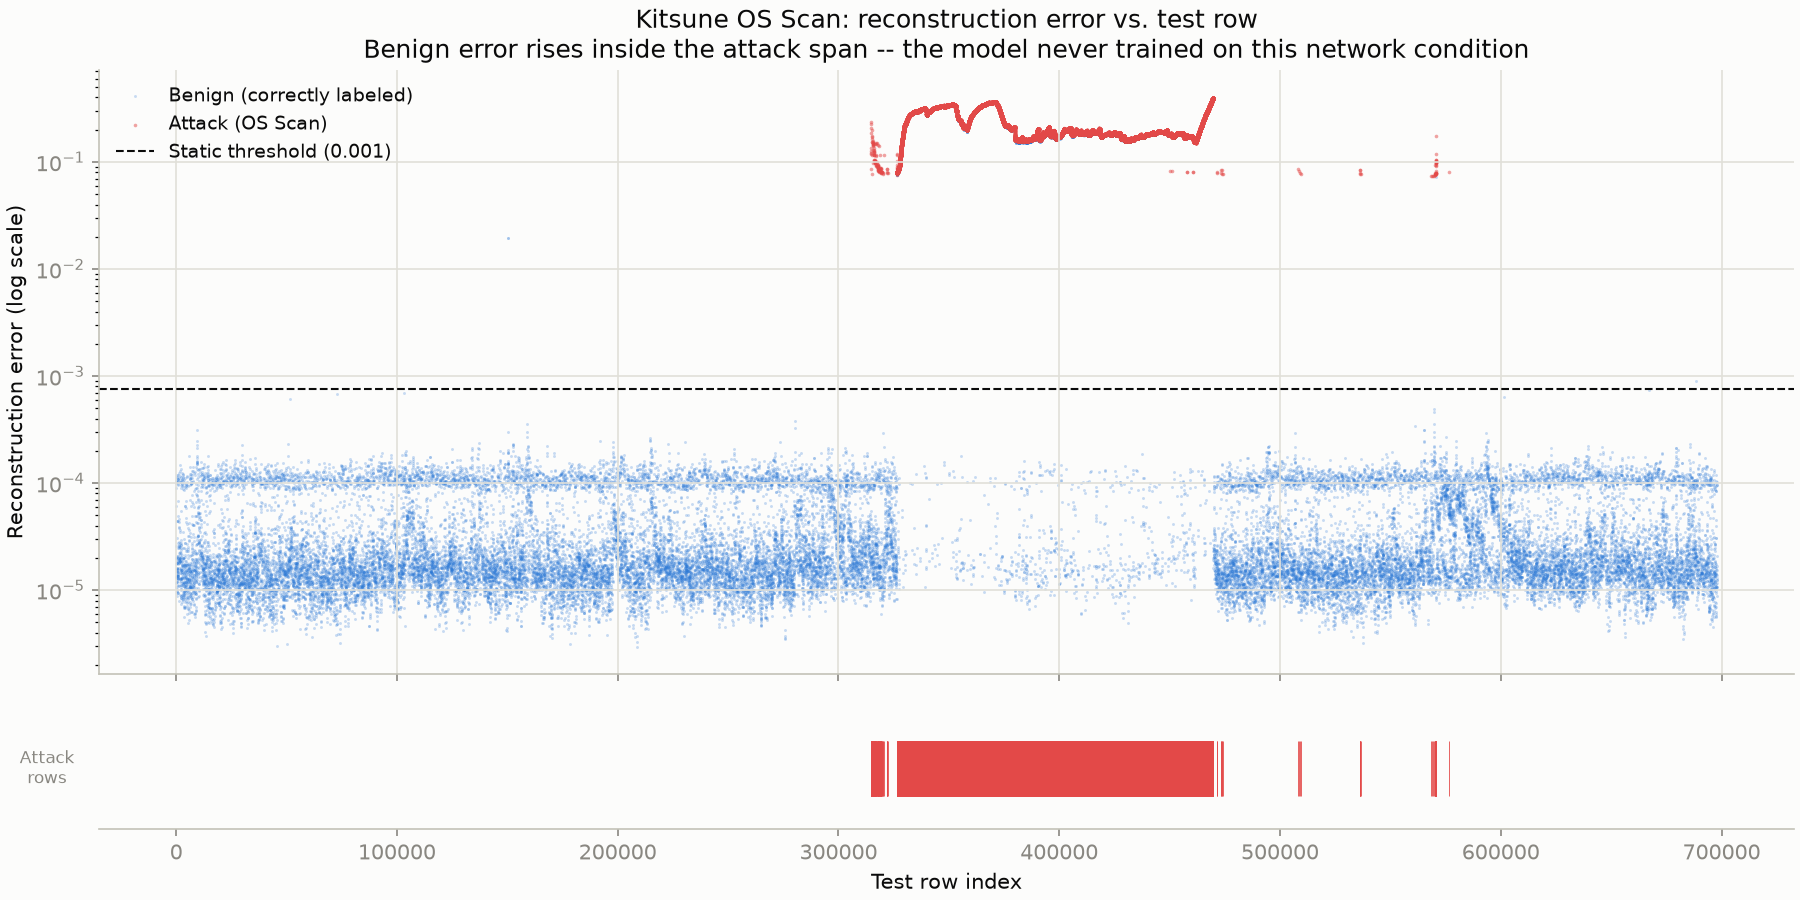 Kitsune OS Scan: reconstruction error vs. test row
Benign error rises inside the attack span -- the model never trained on this network condition
Benign (correctly labeled)
Attack (OS Scan)
Static threshold (0.001)
Reconstruction error (log scale)
10⁻¹
10⁻²
10⁻³
10⁻⁴
10⁻⁵
Attack
rows
0 100000 200000 300000 400000 500000 600000 700000
Test row index